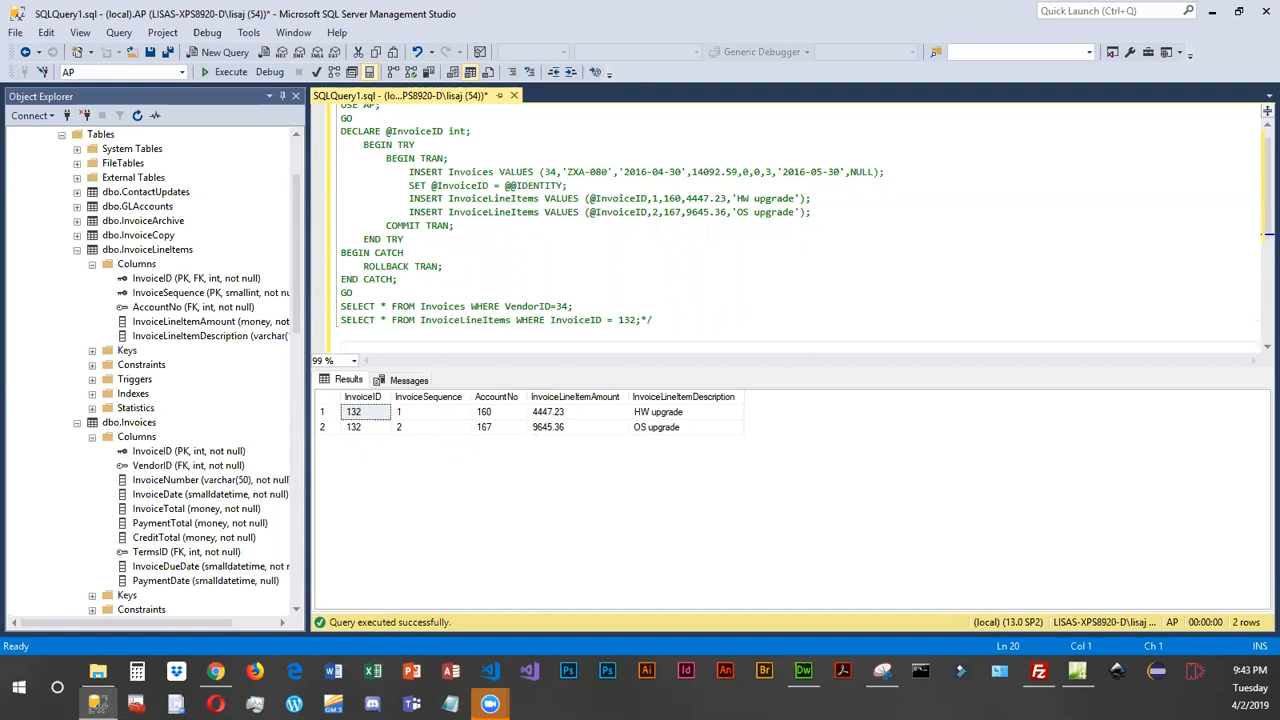 SQLQuery1.sql - (local).AP (LISAS-XPS8920\lisaj (54))* - Microsoft SQL Server Management Studio
Quick Launch (Ctrl+Q)
File Edit View Query Project Debug Tools Window Help
New Query
Generic Debugger
AP
Execute Debug
Object Explorer
SQLQuery1.sql - (lo...PS8920-D\lisaj (54))*
Connect
Tables
System Tables
FileTables
External Tables
dbo.ContactUpdates
dbo.GLAccounts
dbo.InvoiceArchive
dbo.InvoiceCopy
dbo.InvoiceLineItems
Columns
InvoiceID (PK, FK, int, not null)
InvoiceSequence (PK, smallint, not nu
AccountNo (FK, int, not null)
InvoiceLineItemAmount (money, not
InvoiceLineItemDescription (varchar(
Keys
Constraints
Triggers
Indexes
Statistics
dbo.Invoices
Columns
InvoiceID (PK, int, not null)
VendorID (FK, int, not null)
InvoiceNumber (varchar(50), not null)
InvoiceDate (smalldatetime, not null)
InvoiceTotal (money, not null)
PaymentTotal (money, not null)
CreditTotal (money, not null)
TermsID (FK, int, not null)
InvoiceDueDate (smalldatetime, not n
PaymentDate (smalldatetime, null)
Keys
Constraints
USE AP;
GO
DECLARE @InvoiceID int;
BEGIN TRY
BEGIN TRAN;
INSERT Invoices VALUES (34,'ZXA-080','2016-04-30',14092.59,0,0,3,'2016-05-30',NULL);
SET @InvoiceID = @@IDENTITY;
INSERT InvoiceLineItems VALUES (@InvoiceID,1,160,4447.23,'HW upgrade');
INSERT InvoiceLineItems VALUES (@InvoiceID,2,167,9645.36,'OS upgrade');
COMMIT TRAN;
END TRY
BEGIN CATCH
ROLLBACK TRAN;
END CATCH;
GO
SELECT * FROM Invoices WHERE VendorID=34;
SELECT * FROM InvoiceLineItems WHERE InvoiceID = 132;*/
99 %
Results Messages
InvoiceID InvoiceSequence AccountNo InvoiceLineItemAmount InvoiceLineItemDescription
1 132 1 160 4447.23 HW upgrade
2 132 2 167 9645.36 OS upgrade
Query executed successfully.
(local) (13.0 SP2) LISAS-XPS8920-D\lisaj ... AP 00:00:00 2 rows
Ready
Ln 20 Col 1 Ch 1 INS
9:43 PM
Tuesday
4/2/2019